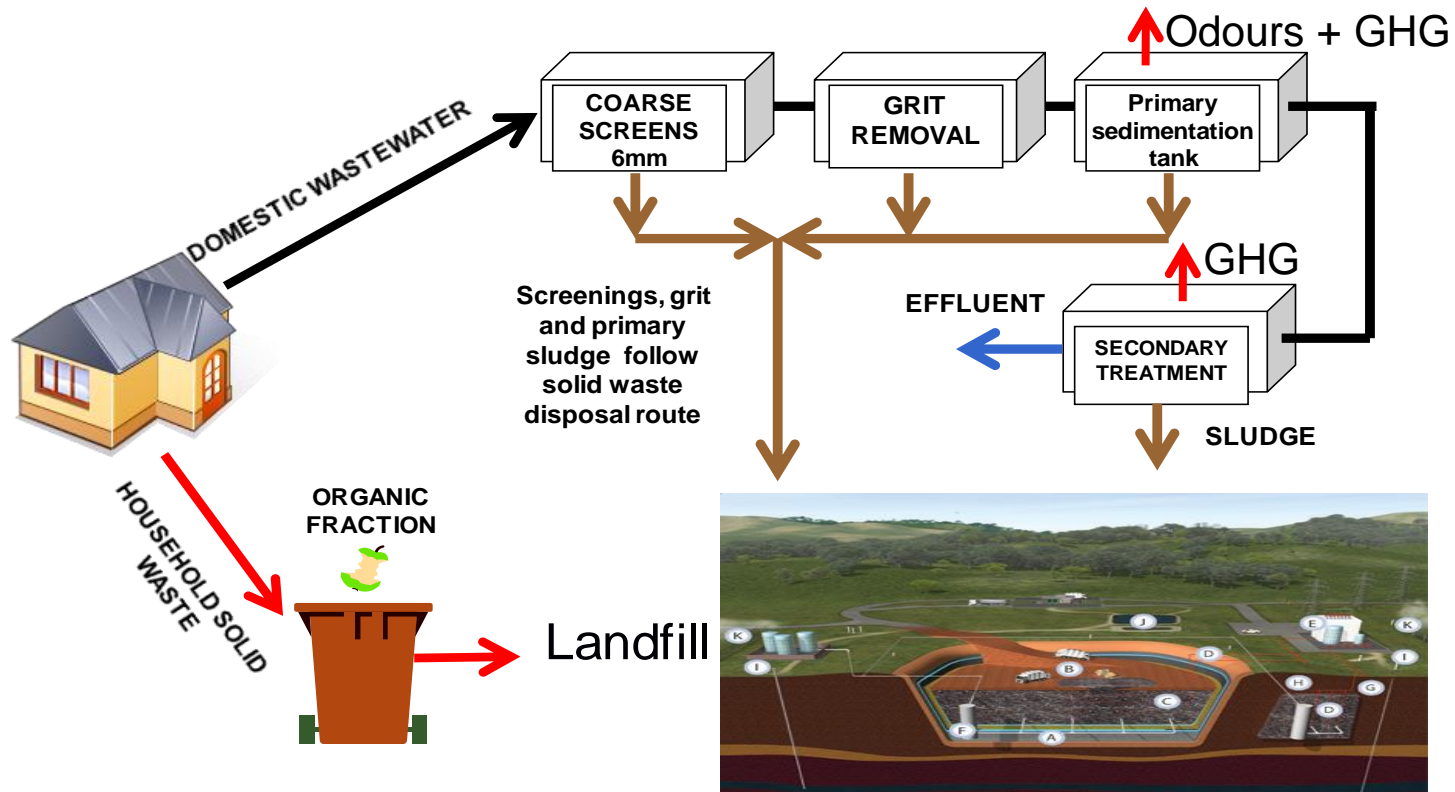 Odours + GHG
DOMESTIC WASTEWATER
COARSE
SCREENS
6mm
GRIT
REMOVAL
Primary
sedimentation
tank
GHG
EFFLUENT
SECONDARY
TREATMENT
SLUDGE
Screenings, grit
and primary
sludge follow
solid waste
disposal route
HOUSEHOLD SOLID
WASTE
ORGANIC
FRACTION
Landfill
K
I
J
E
K
I
B
D
C
H
G
D
F
A